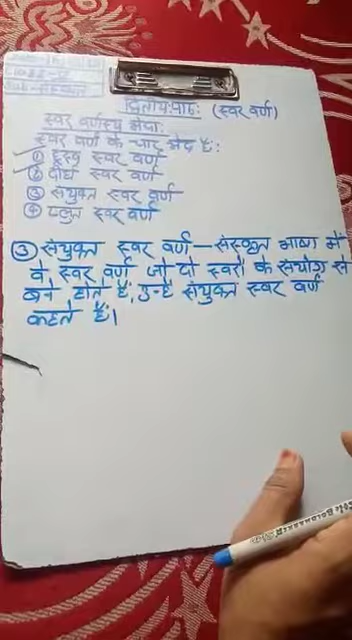 द्वितीयःपाठः (स्वर वर्ण)
स्वर वर्णस्य भेदाः
स्वर वर्ण के चार भेद हैं:
① ह्रस्व स्वर वर्ण
② दीर्घ स्वर वर्ण
③ संयुक्त स्वर वर्ण
④ प्लुत स्वर वर्ण
③ संयुक्त स्वर वर्ण – संस्कृत भाषा में
वे स्वर वर्ण जो दो स्वरों के संयोग से
बने होते हैं, उन्हें संयुक्त स्वर वर्ण
कहते हैं।